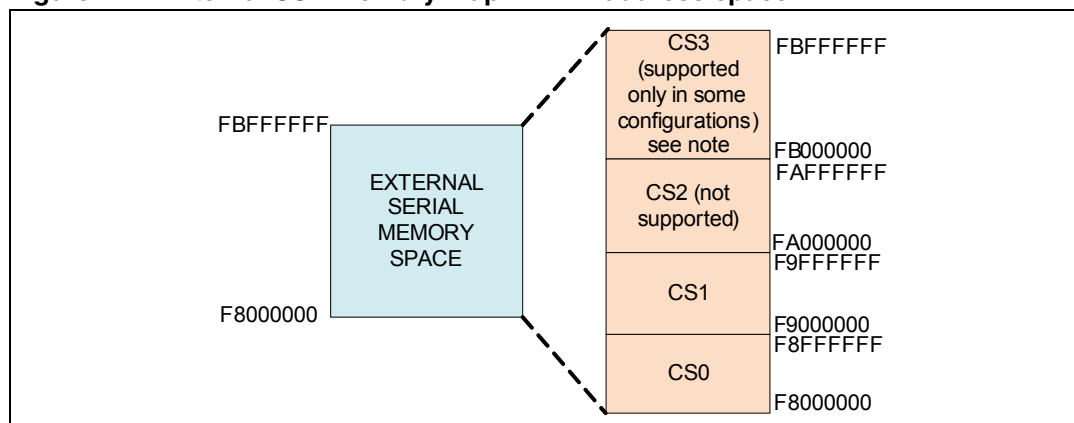 FBFFFFFF
EXTERNAL
SERIAL
MEMORY
SPACE
F8000000
CS3
(supported
only in some
configurations)
see note
FBFFFFFF
FB000000
CS2 (not
supported)
FAFFFFFF
FA000000
CS1
F9FFFFFF
F9000000
CS0
F8FFFFFF
F8000000